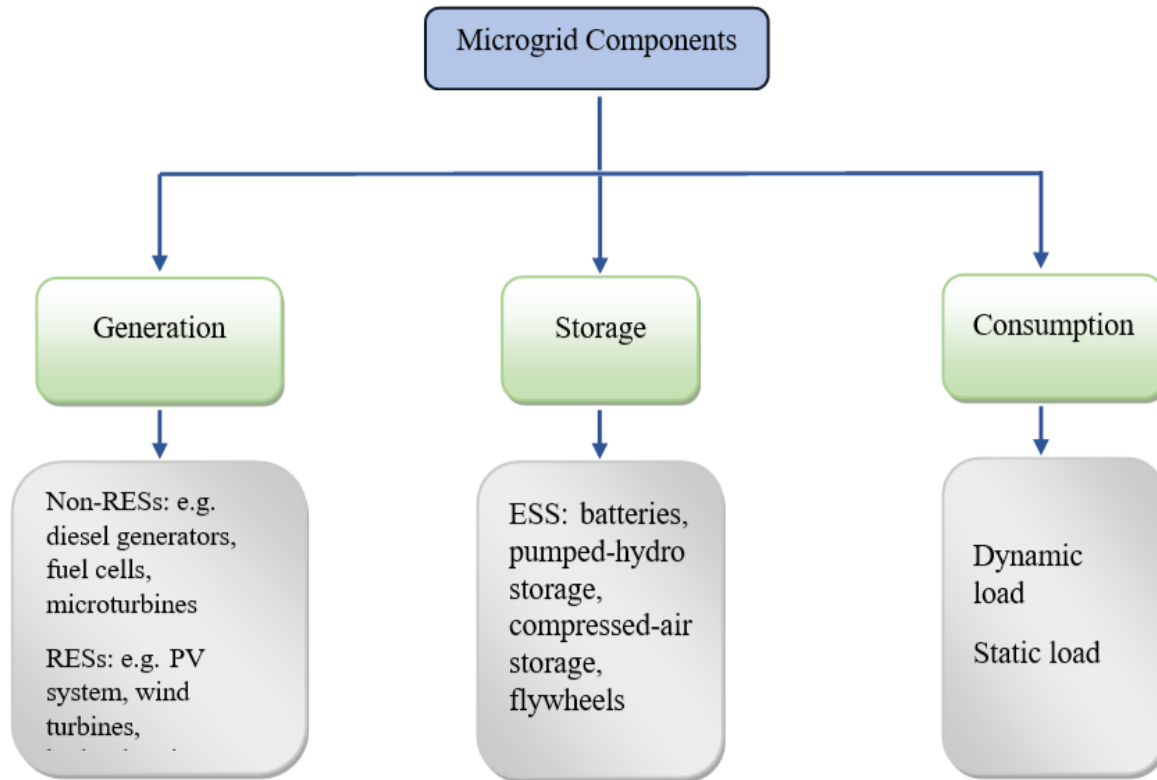 Microgrid Components
Generation
Storage
Consumption
Non-RESs: e.g.
diesel generators,
fuel cells,
microturbines
RESs: e.g. PV
system, wind
turbines,
ESS: batteries,
pumped-hydro
storage,
compressed-air
storage,
flywheels
Dynamic
load
Static load